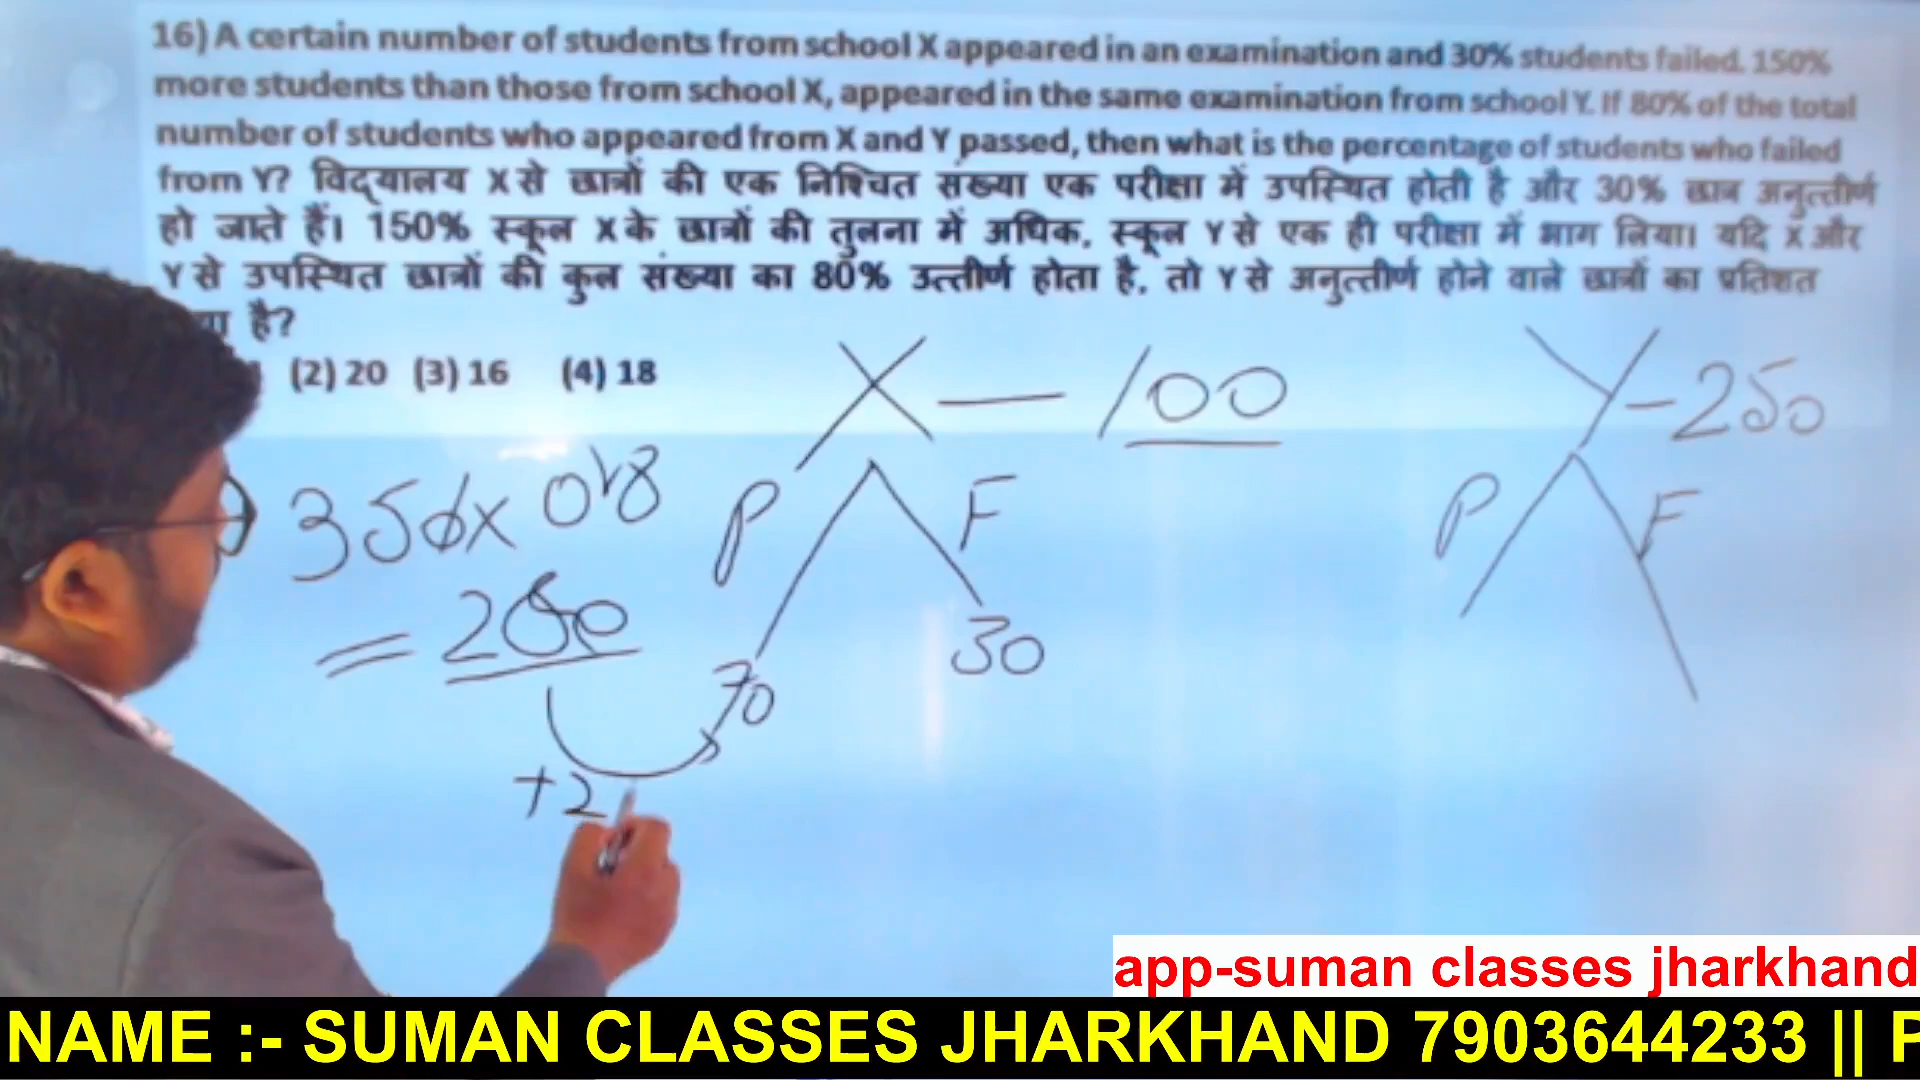 16) A certain number of students from school X appeared in an examination and 30% students failed. 150%
more students than those from school X, appeared in the same examination from school Y. If 80% of the total
number of students who appeared from X and Y passed, then what is the percentage of students who failed
from Y? विद्यालय X से छात्रों की एक निश्चित संख्या एक परीक्षा में उपस्थित होती है और 30% छात्र अनुत्तीर्ण
हो जाते हैं। 150% स्कूल X के छात्रों की तुलना में अधिक, स्कूल Y से एक ही परीक्षा में भाग लिया। यदि X और
Y से उपस्थित छात्रों की कुल संख्या का 80% उत्तीर्ण होता है, तो Y से अनुत्तीर्ण होने वाले छात्रों का प्रतिशत
है?
(2) 20 (3) 16 (4) 18
X — 100
Y - 250
350 x 0.8
= 280
P F
P F
70 30
+2
app-suman classes jharkhand
NAME :- SUMAN CLASSES JHARKHAND 7903644233 || P